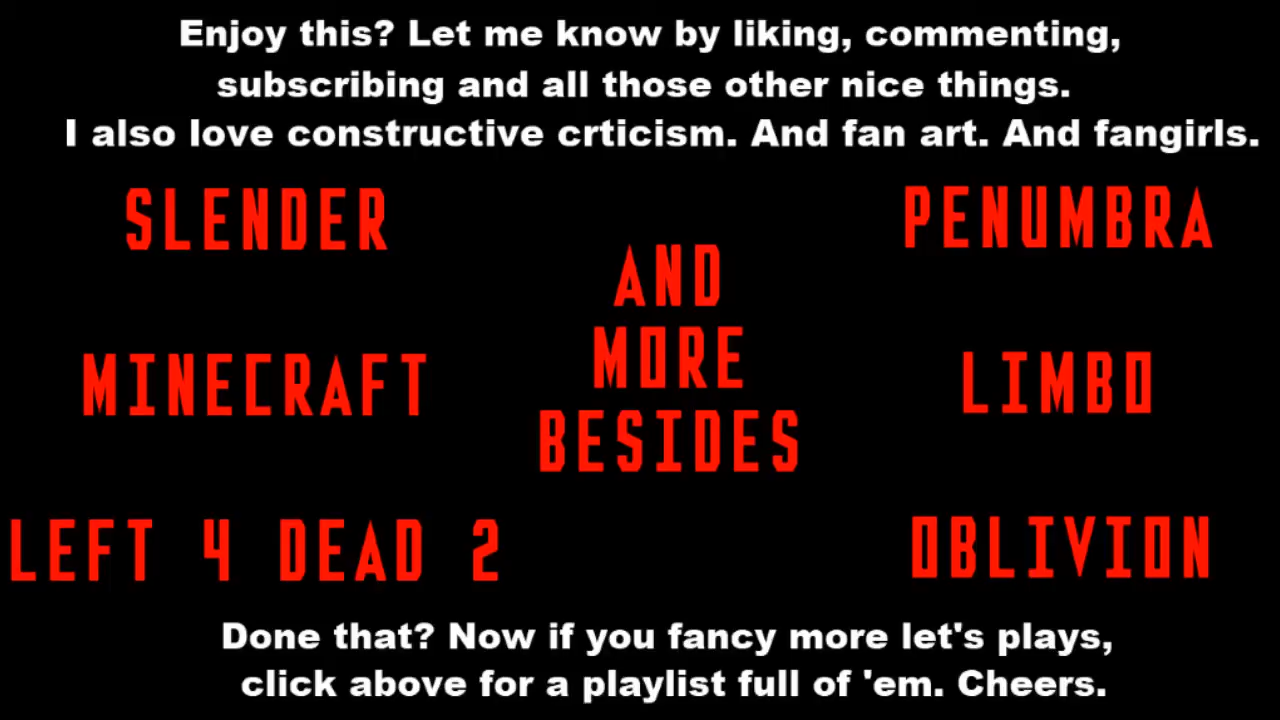 Enjoy this? Let me know by liking, commenting,
subscribing and all those other nice things.
I also love constructive crticism. And fan art. And fangirls.
SLENDER
PENUMBRA
AND
MORE
BESIDES
MINECRAFT
LIMBO
LEFT 4 DEAD 2
OBLIVION
Done that? Now if you fancy more let's plays,
click above for a playlist full of 'em. Cheers.